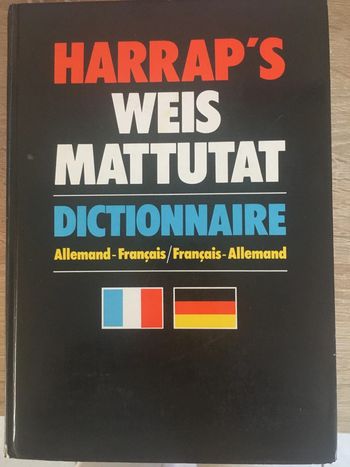 HARRAP'S
WEIS
MATTUTAT
DICTIONNAIRE
Allemand-Français/Français-Allemand